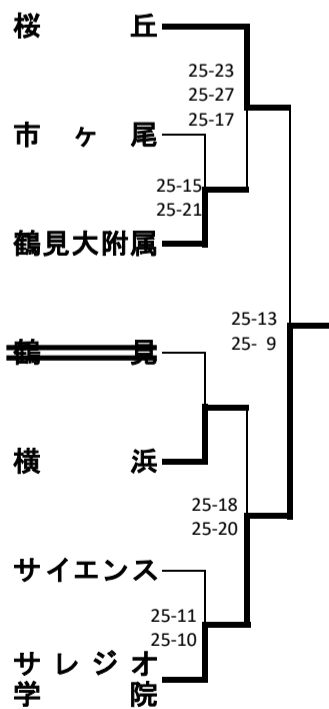 桜丘
25-23
25-27
25-17
市ヶ尾
25-15
25-21
鶴見大附属
25-13
25- 9
鶴見
横浜
25-18
25-20
サイエンス
25-11
25-10
サレジオ
学院